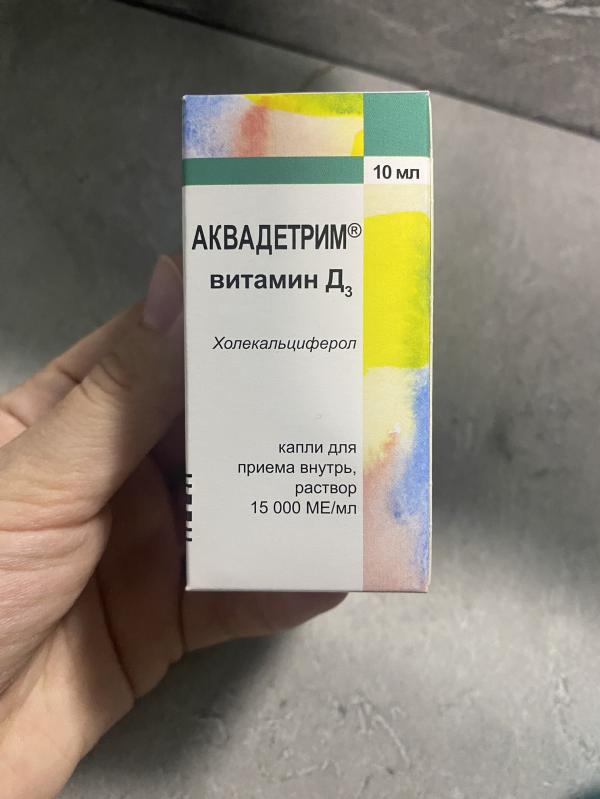 10 мл
АКВАДЕТРИМ®
витамин Д₃
Холекальциферол
капли для
приема внутрь,
раствор
15 000 МЕ/мл